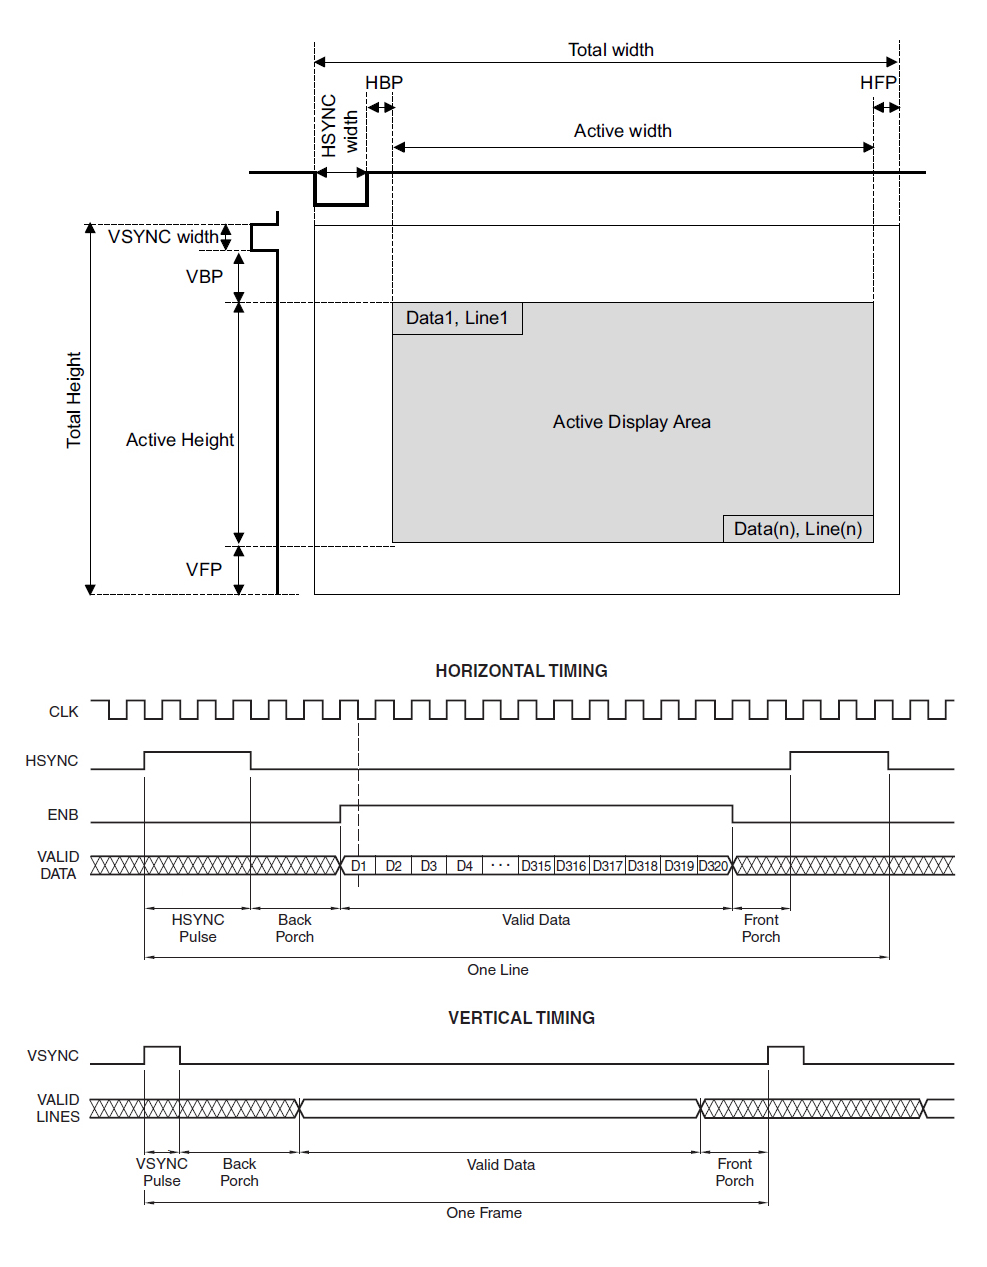 Total width
HBP
HFP
HSYNC
width
Active width
VSYNC width
VBP
Data1, Line1
Total Height
Active Height
Active Display Area
Data(n), Line(n)
VFP
HORIZONTAL TIMING
CLK
HSYNC
ENB
VALID
DATA
D1 D2 D3 D4 ··· D315 D316 D317 D318 D319 D320
HSYNC
Pulse
Back
Porch
Valid Data
Front
Porch
One Line
VERTICAL TIMING
VSYNC
VALID
LINES
VSYNC
Pulse
Back
Porch
Valid Data
Front
Porch
One Frame